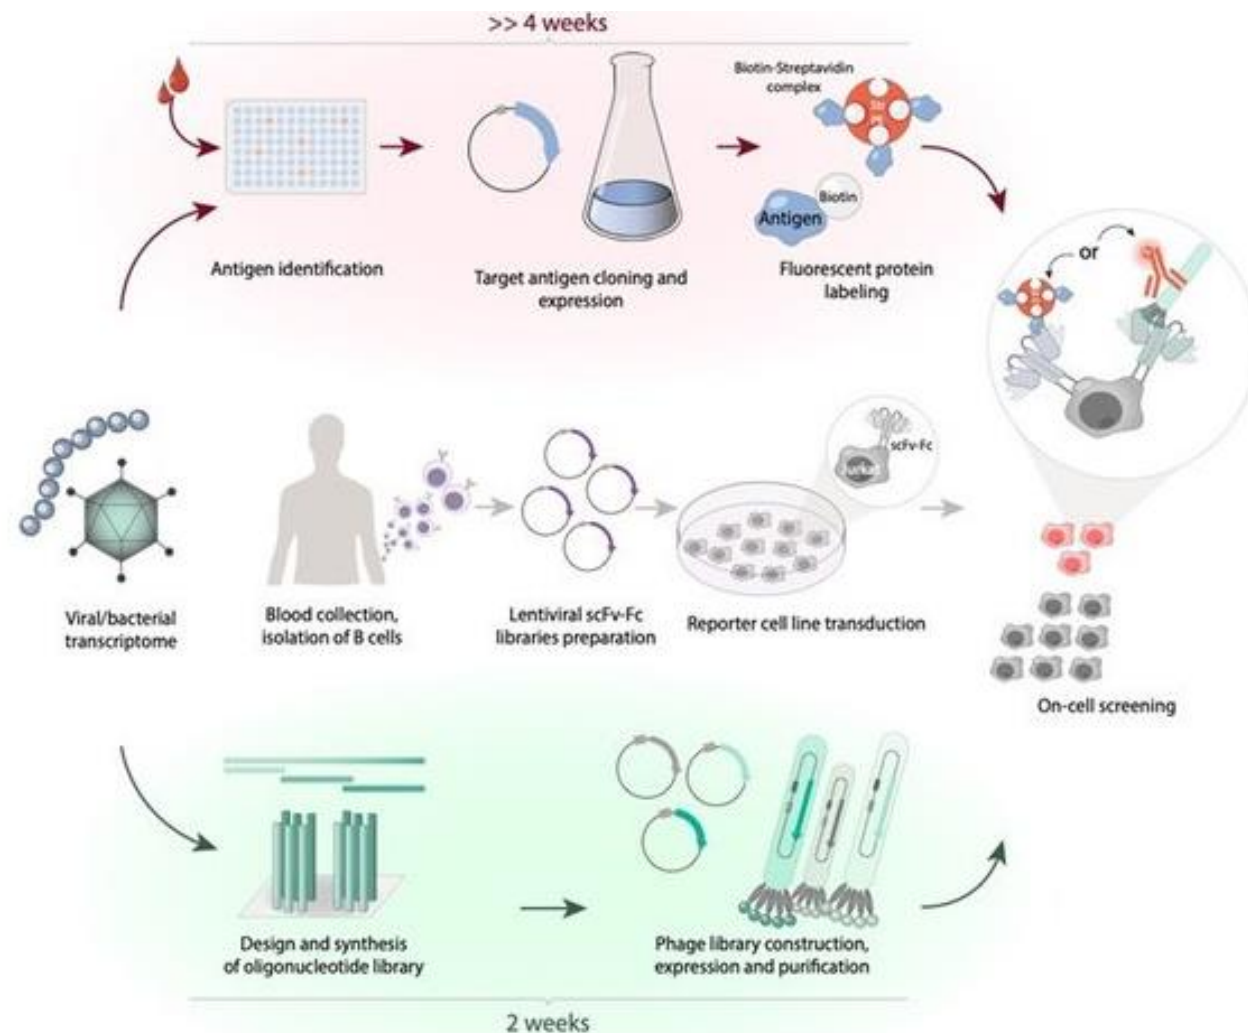 >> 4 weeks
Biotin-Streptavidin
complex
Biotin
Antigen
Antigen identification
Target antigen cloning and
expression
Fluorescent protein
labeling
or
scFv-Fc
Viral/bacterial
transcriptome
Blood collection,
isolation of B cells
Lentiviral scFv-Fc
libraries preparation
Reporter cell line transduction
On-cell screening
Design and synthesis
of oligonucleotide library
Phage library construction,
expression and purification
2 weeks